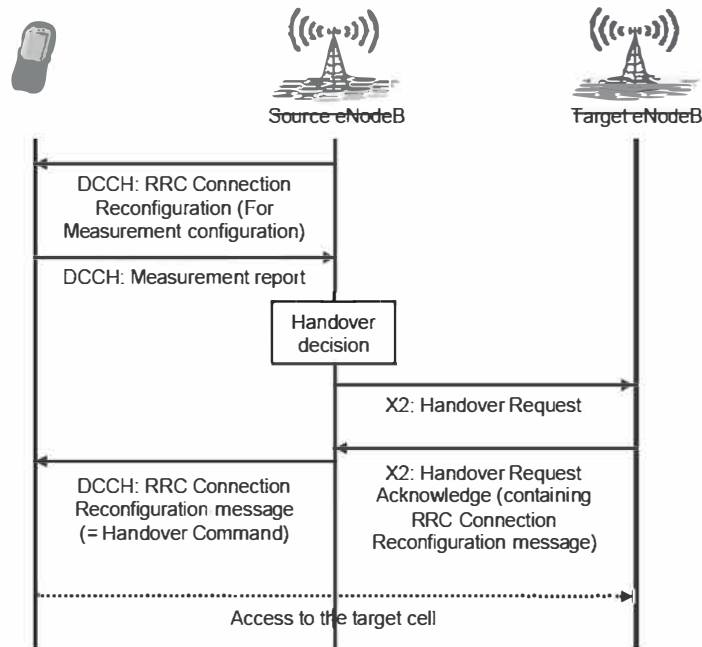 Source eNodeB
Target eNodeB
DCCH: RRC Connection
Reconfiguration (For
Measurement configuration)
DCCH: Measurement report
Handover
decision
X2: Handover Request
DCCH: RRC Connection
Reconfiguration message
(= Handover Command)
X2: Handover Request
Acknowledge (containing
RRC Connection
Reconfiguration message)
Access to the target cell